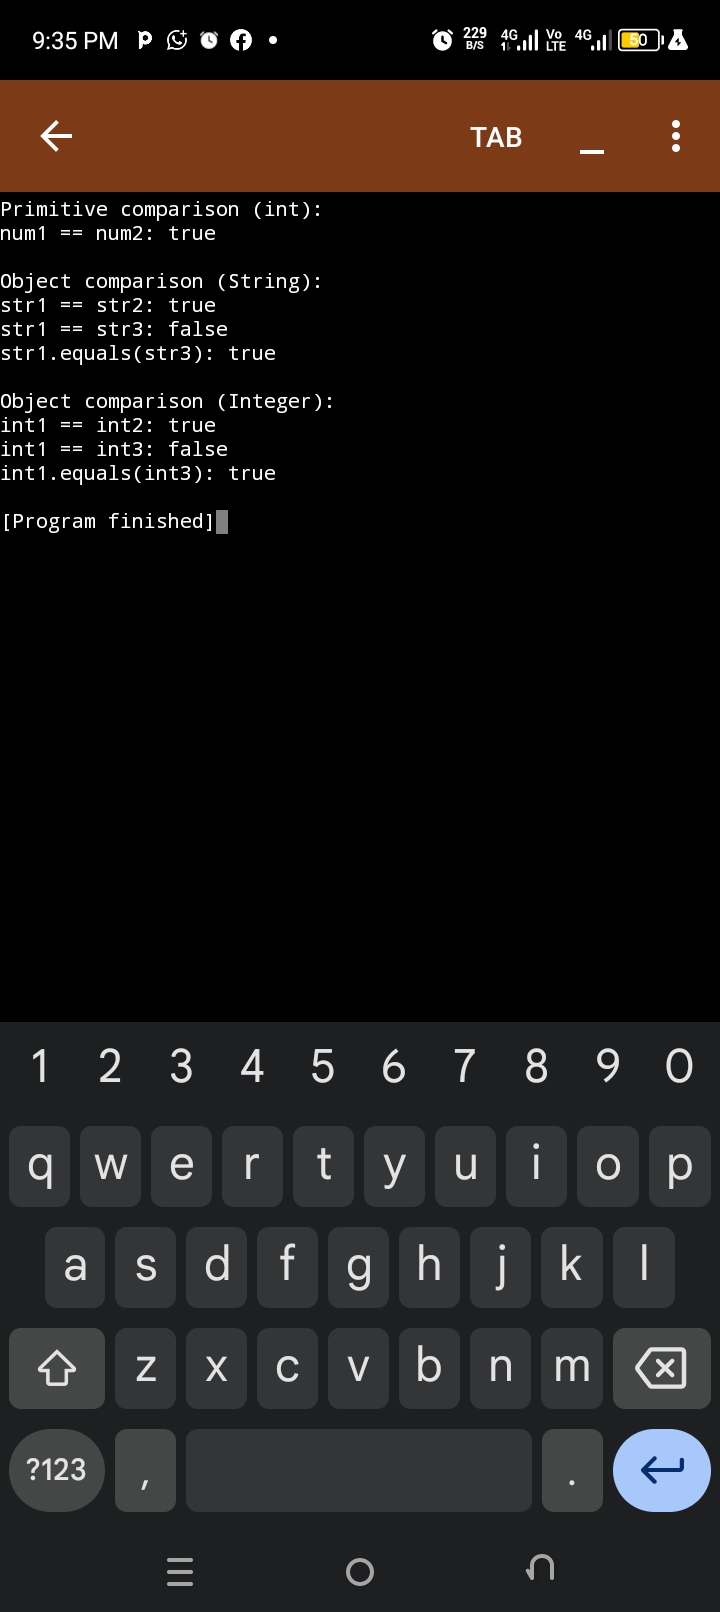 9:35 PM 229 B/S 4G Vo LTE 4G 50
TAB
Primitive comparison (int):
num1 == num2: true
Object comparison (String):
str1 == str2: true
str1 == str3: false
str1.equals(str3): true
Object comparison (Integer):
int1 == int2: true
int1 == int3: false
int1.equals(int3): true
[Program finished]
1 2 3 4 5 6 7 8 9 0
q w e r t y u i o p
a s d f g h j k l
z x c v b n m
?123 , .